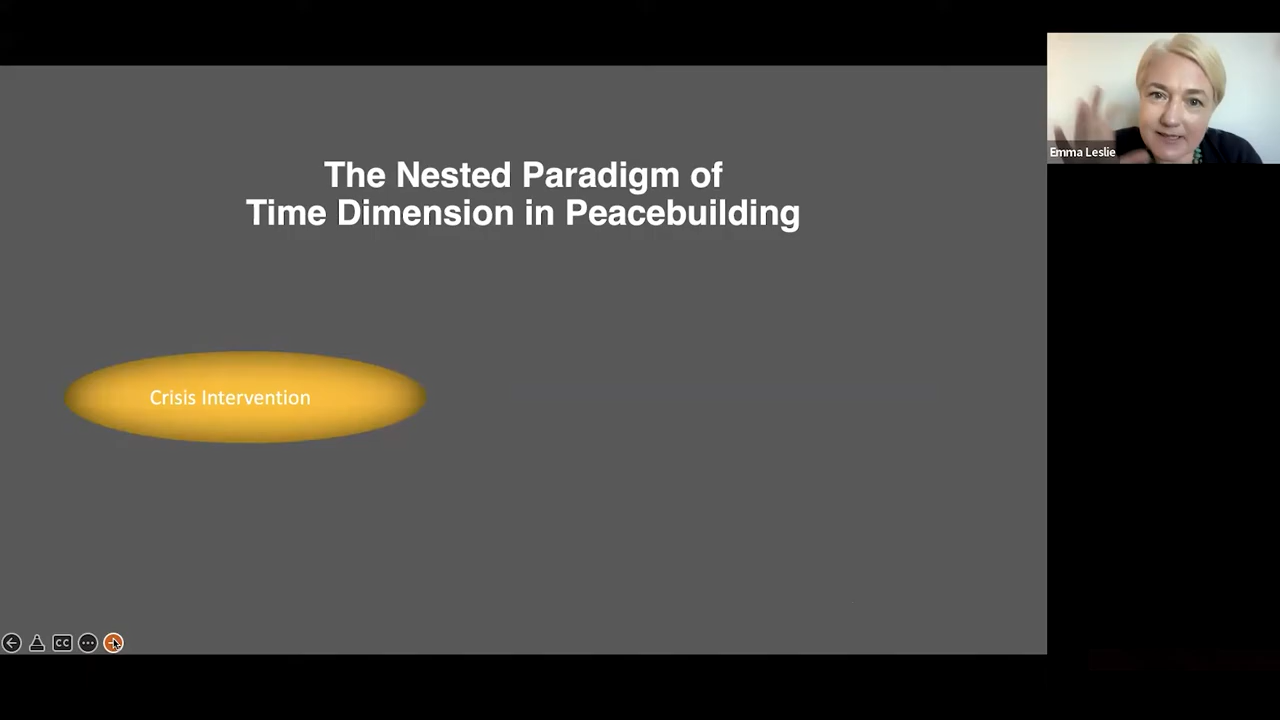 The Nested Paradigm of
Time Dimension in Peacebuilding
Emma Leslie
Crisis Intervention
CC